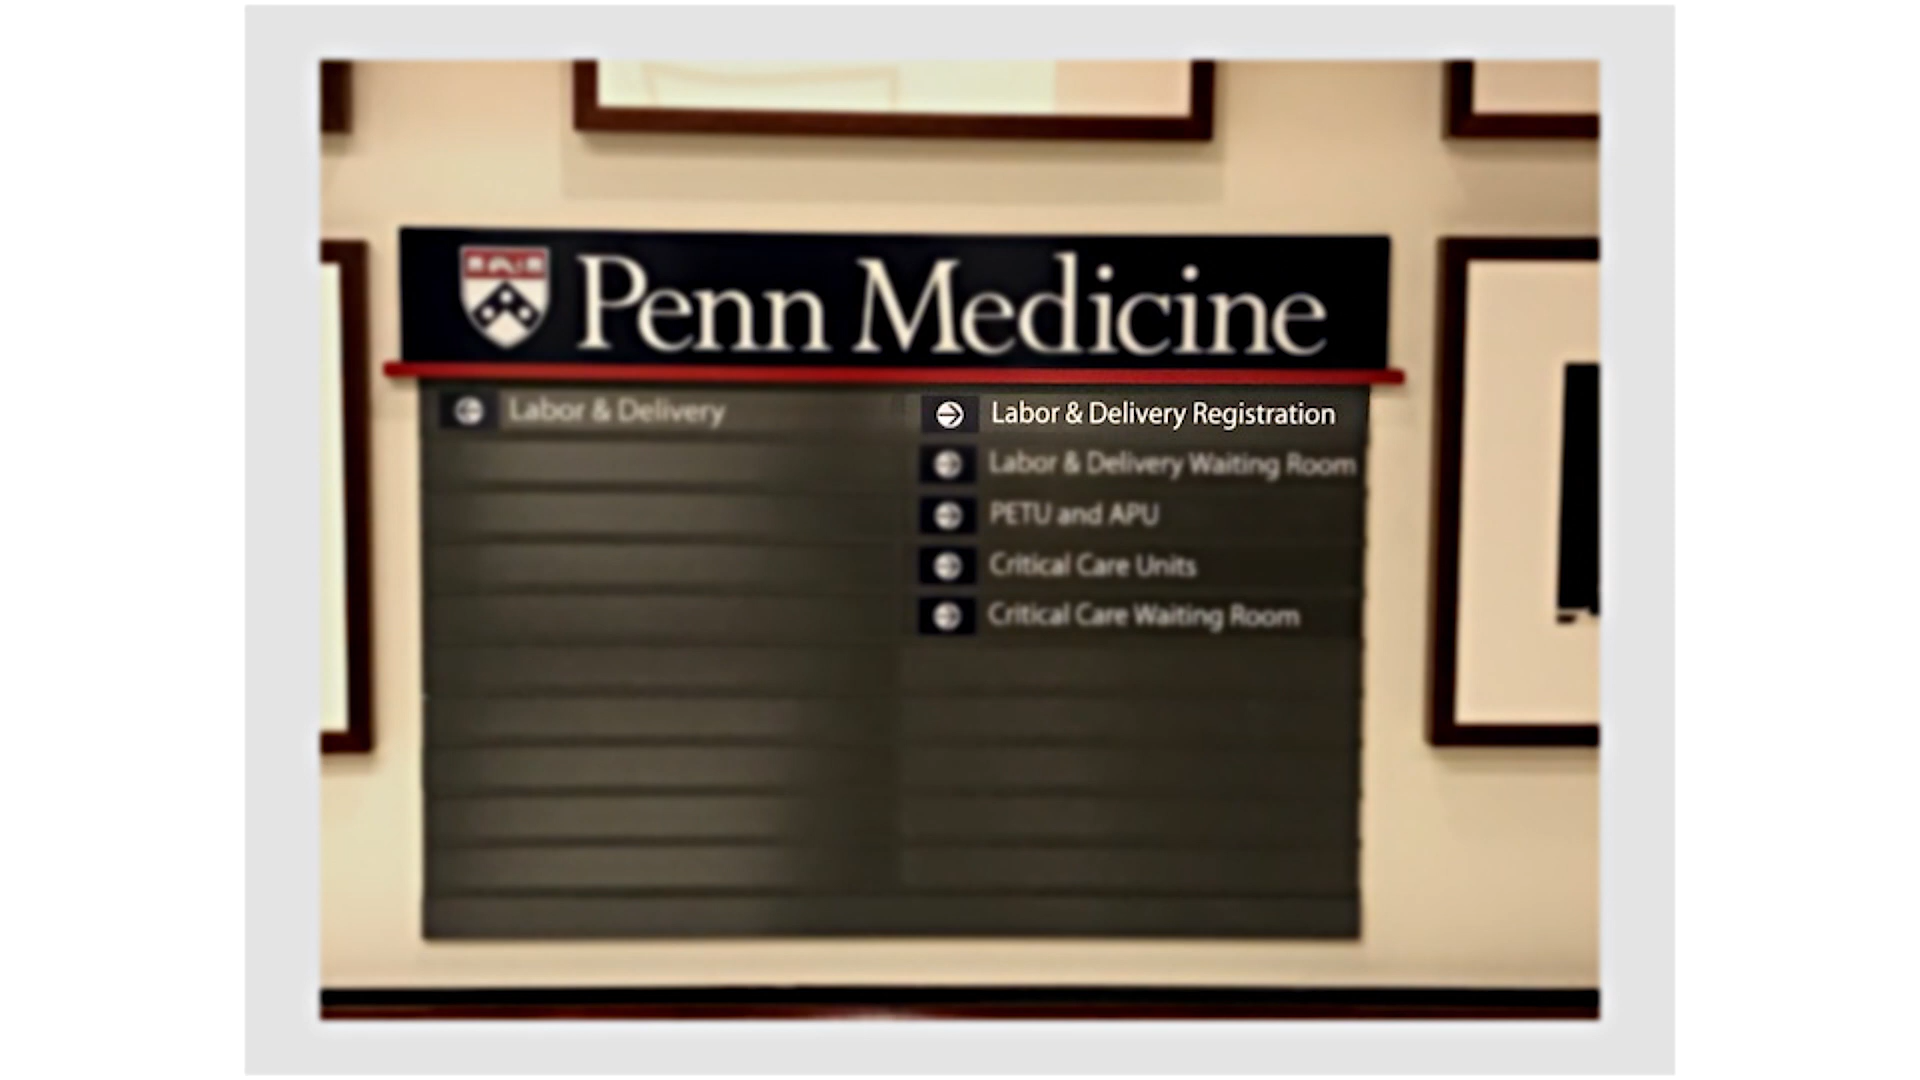 Penn Medicine
Labor & Delivery
Labor & Delivery Registration
Labor & Delivery Waiting Room
PETU and APU
Critical Care Units
Critical Care Waiting Room